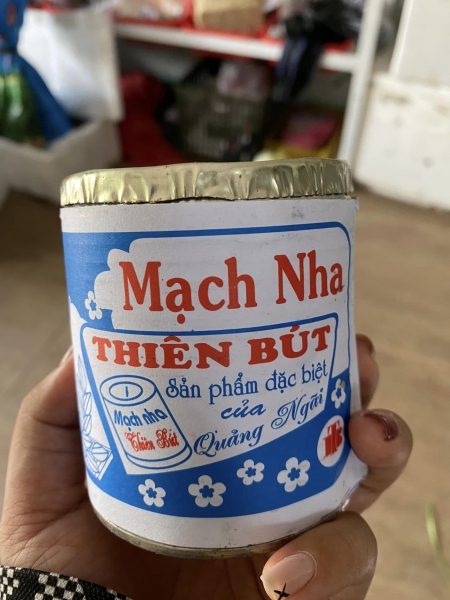 Mạch Nha
THIÊN BÚT
Sản phẩm đặc biệt
của
Quảng Ngãi
Mạch nha
Thiên Bút